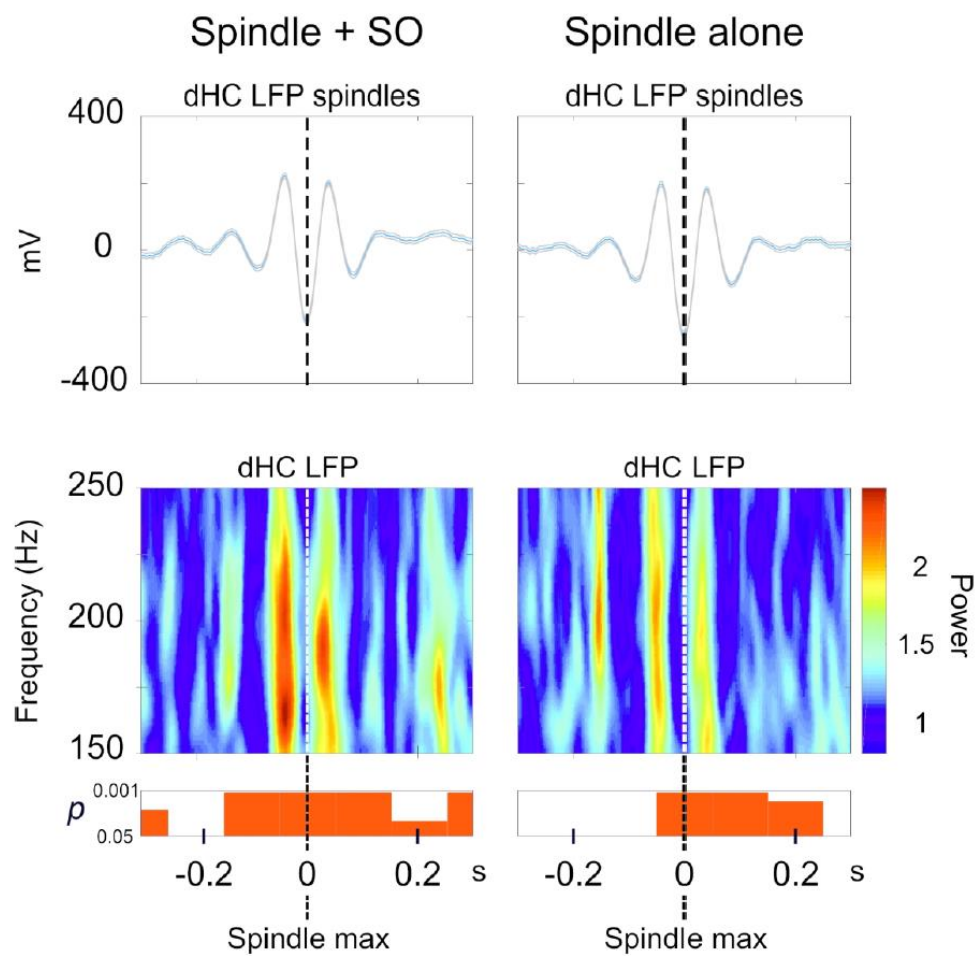 Spindle + SO
Spindle alone
dHC LFP spindles
dHC LFP spindles
400
0
-400
mV
dHC LFP
dHC LFP
250
200
150
Frequency (Hz)
2
1.5
1
Power
p
0.001
0.05
-0.2 0 0.2 s
-0.2 0 0.2 s
Spindle max
Spindle max